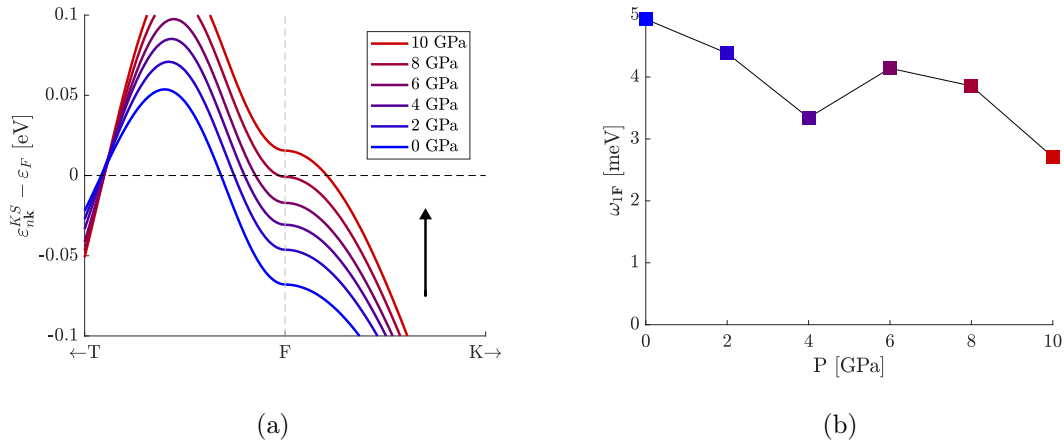 0.1
0.05
0
-0.05
-0.1
ε_{nk}^{KS} − ε_F [eV]
10 GPa
8 GPa
6 GPa
4 GPa
2 GPa
0 GPa
←T
F
K→
(a)
5
4
3
2
1
0
ω_{1F} [meV]
0
2
4
6
8
10
P [GPa]
(b)